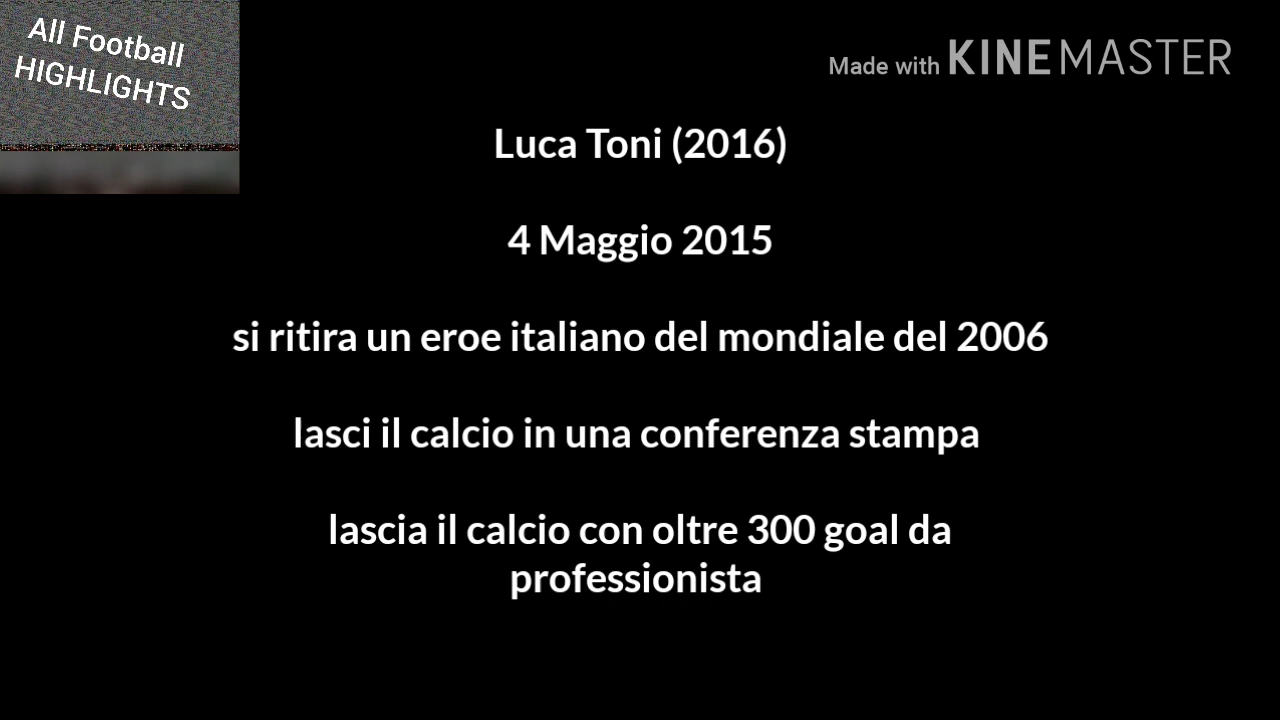 All Football
HIGHLIGHTS
Made with KINEMASTER
Luca Toni (2016)
4 Maggio 2015
si ritira un eroe italiano del mondiale del 2006
lasci il calcio in una conferenza stampa
lascia il calcio con oltre 300 goal da
professionista